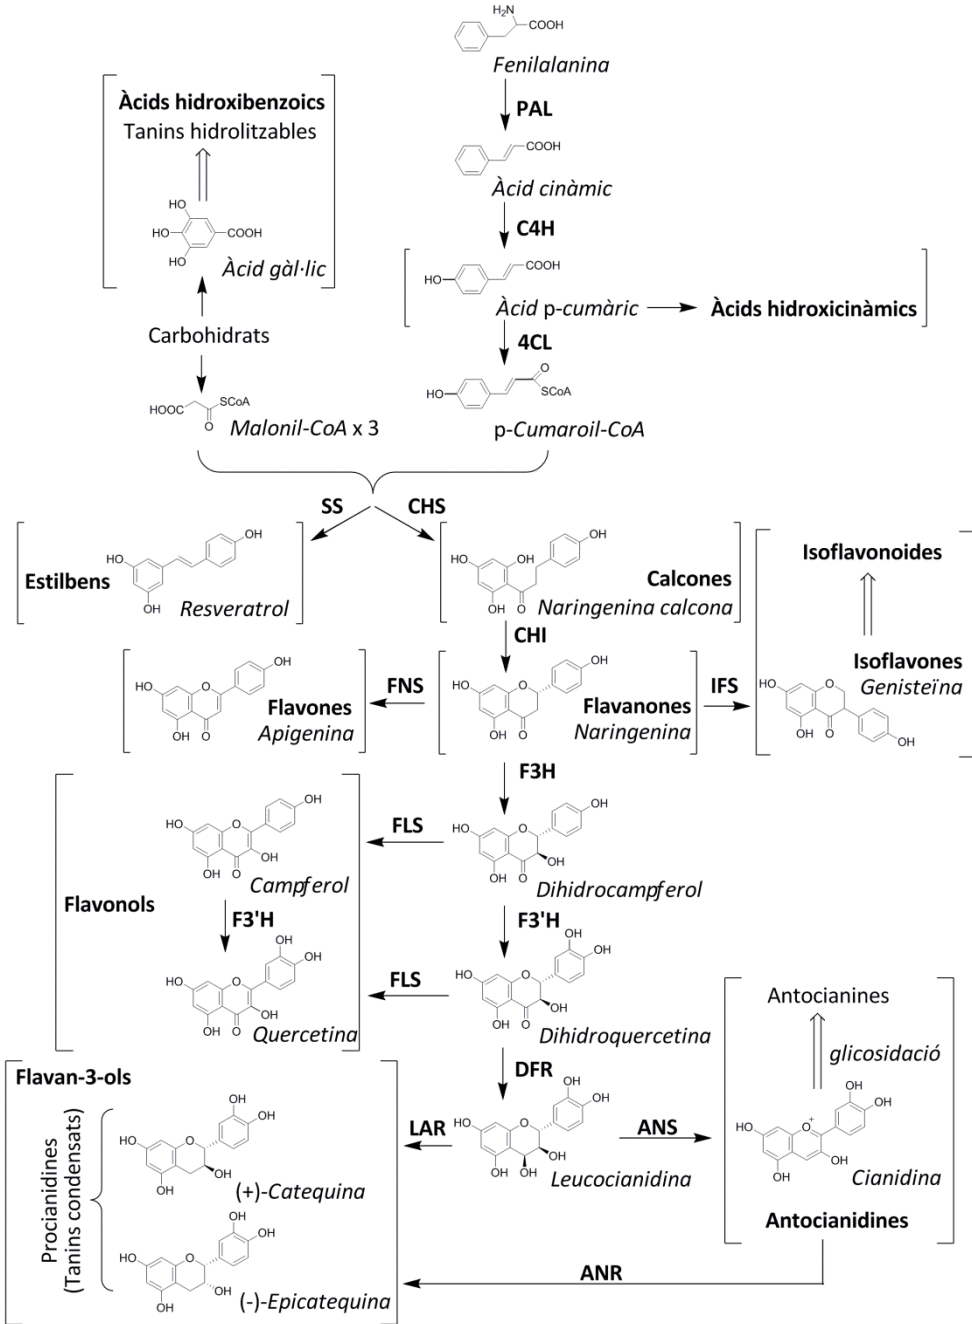 H₂N
COOH
Fenilalanina
PAL
Àcids hidroxibenzoics
Tanins hidrolitzables
COOH
Àcid cinàmic
HO
HO
COOH
HO
Àcid gàl·lic
C4H
COOH
HO
Àcid p-cumàric
Àcids hidroxicinàmics
Carbohidrats
4CL
HOOC
SCoA
O
Malonil-CoA x 3
O
HO
SCoA
p-Cumaroil-CoA
SS
CHS
OH
HO
Estilbens
OH
Resveratrol
OH
HO
OH
OH
O
Calcones
Naringenina calcona
Isoflavonoides
CHI
OH
HO
O
OH
O
Flavones
Apigenina
FNS
OH
HO
O
OH
O
Flavanones
Naringenina
IFS
Isoflavones
Genisteïna
HO
O
OH
O
OH
F3H
Flavonols
OH
HO
O
OH
OH
O
Campferol
FLS
OH
HO
O
OH
OH
O
Dihidrocampferol
F3'H
F3'H
OH
OH
HO
O
OH
OH
O
Quercetina
FLS
OH
OH
HO
O
OH
OH
O
Dihidroquercetina
Antocianines
glicosidació
DFR
Flavan-3-ols
Procianidines
(Tanins condensats)
OH
OH
HO
O
OH
OH
(+)-Catequina
LAR
OH
OH
HO
O
OH
OH
OH
Leucocianidina
ANS
OH
OH
HO
O
+
OH
OH
Cianidina
Antocianidines
OH
OH
HO
O
OH
OH
(-)-Epicatequina
ANR